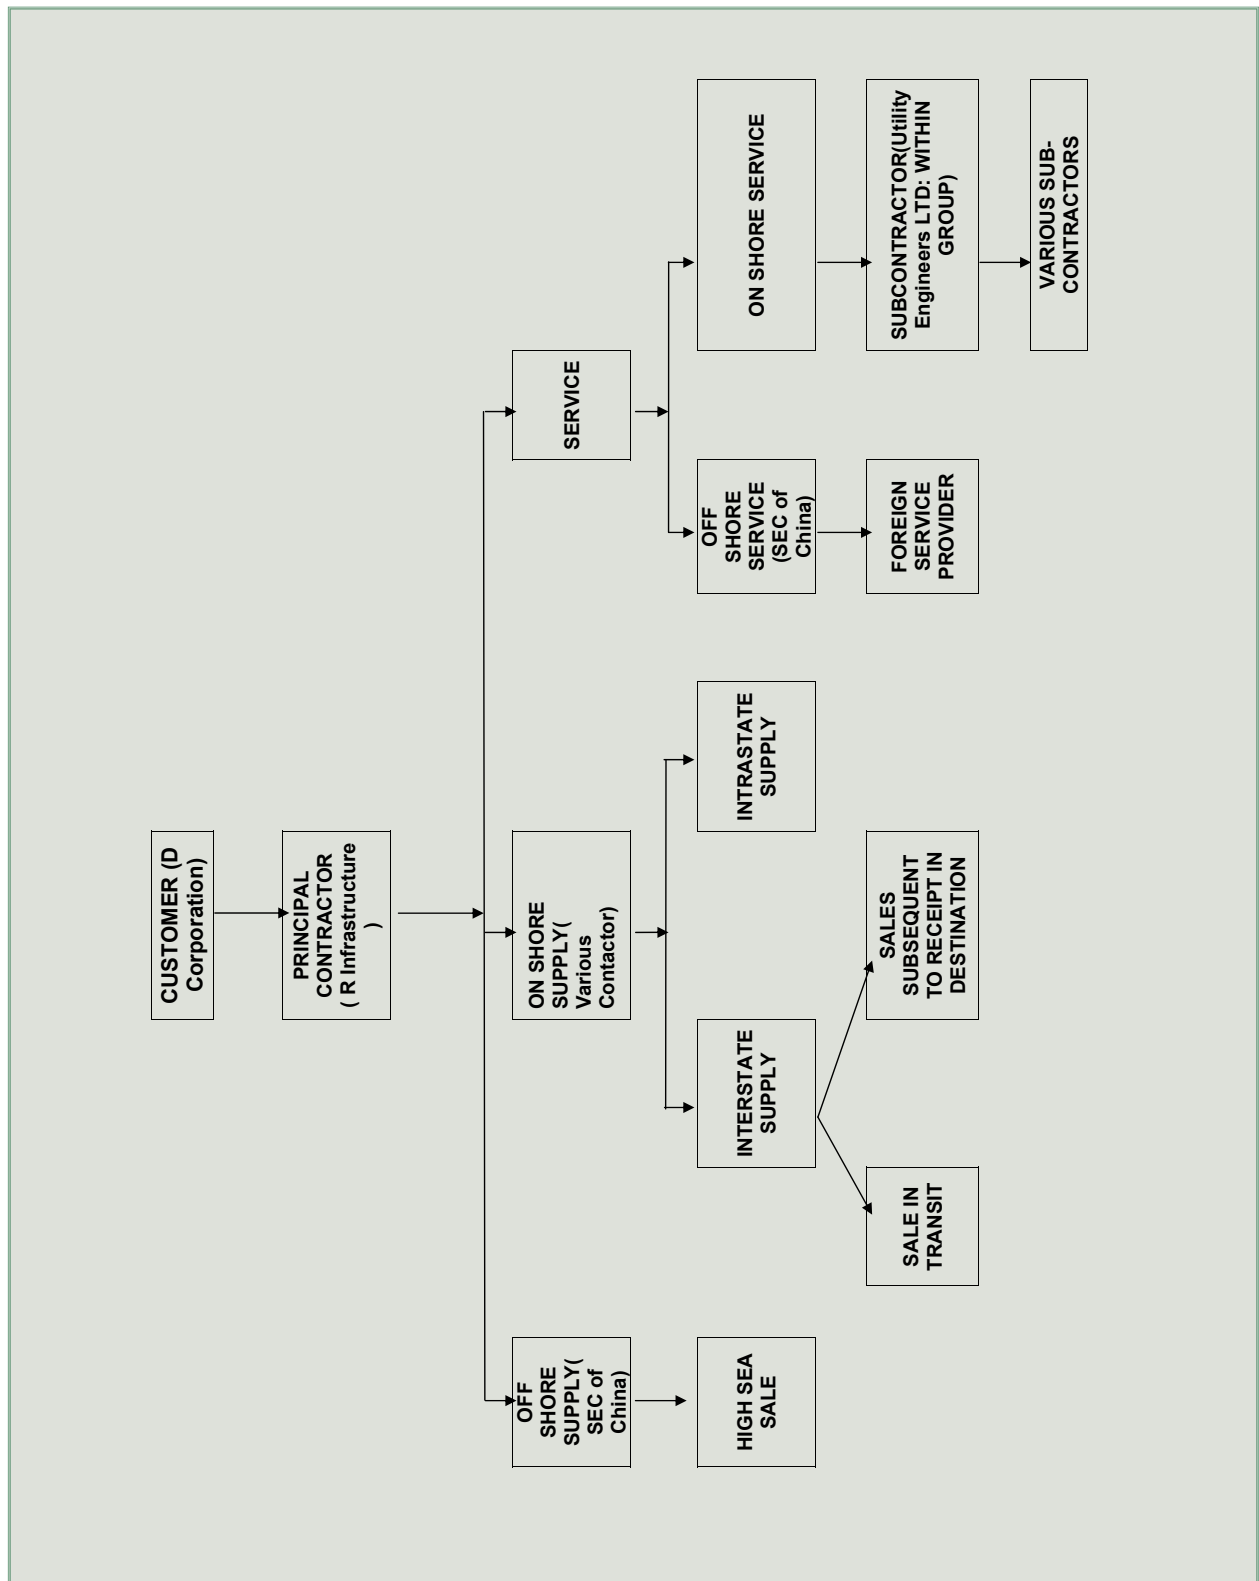 CUSTOMER (D
Corporation)
PRINCIPAL
CONTRACTOR
( R Infrastructure
)
OFF
SHORE
SUPPLY(
SEC of
China)
ON SHORE
SUPPLY(
Various
Contactor)
SERVICE
HIGH SEA
SALE
INTERSTATE
SUPPLY
INTRASTATE
SUPPLY
OFF
SHORE
SERVICE
(SEC of
China)
ON SHORE SERVICE
SALE IN
TRANSIT
SALES
SUBSEQUENT
TO RECEIPT IN
DESTINATION
FOREIGN
SERVICE
PROVIDER
SUBCONTRACTOR(Utility
Engineers LTD: WITHIN
GROUP)
VARIOUS SUB-
CONTRACTORS